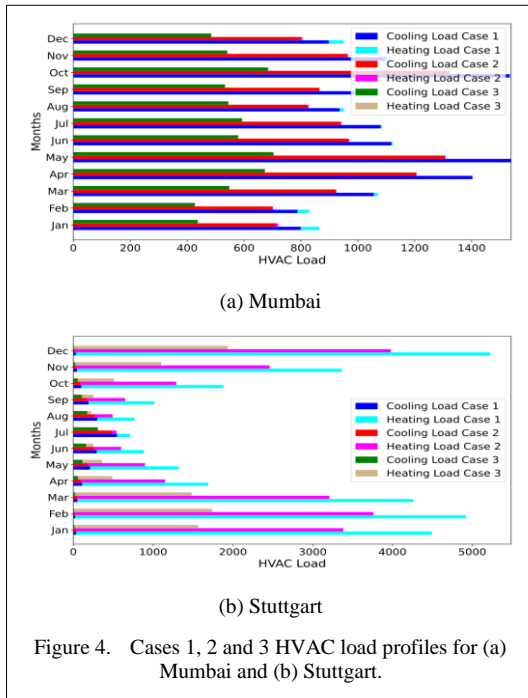 Dec
Nov
Oct
Sep
Aug
Jul
Jun
May
Apr
Mar
Feb
Jan
Months
Cooling Load Case 1
Heating Load Case 1
Cooling Load Case 2
Heating Load Case 2
Cooling Load Case 3
Heating Load Case 3
0 200 400 600 800 1000 1200 1400
HVAC Load
(a) Mumbai
Dec
Nov
Oct
Sep
Aug
Jul
Jun
May
Apr
Mar
Feb
Jan
Months
Cooling Load Case 1
Heating Load Case 1
Cooling Load Case 2
Heating Load Case 2
Cooling Load Case 3
Heating Load Case 3
0 1000 2000 3000 4000 5000
HVAC Load
(b) Stuttgart
Figure 4. Cases 1, 2 and 3 HVAC load profiles for (a)
Mumbai and (b) Stuttgart.